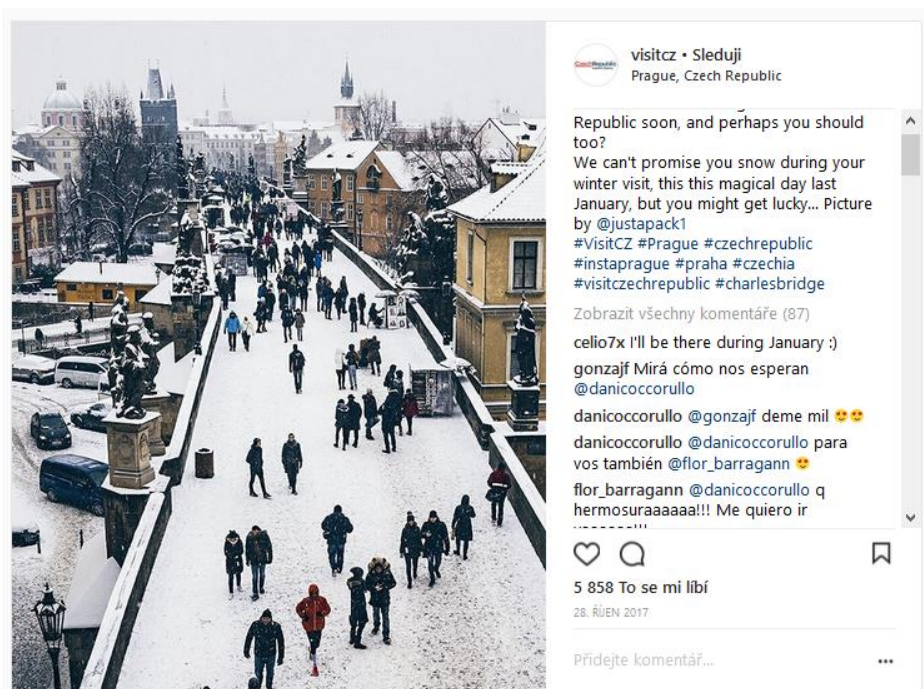 visitcz • Sleduji
Prague, Czech Republic
Republic soon, and perhaps you should
too?
We can't promise you snow during your
winter visit, this this magical day last
January, but you might get lucky... Picture
by @justapack1
#VisitCZ #Prague #czechrepublic
#instaprague #praha #czechia
#visitczechrepublic #charlesbridge
Zobrazit všechny komentáře (87)
celio7x I'll be there during January :)
gonzajf Mirá cómo nos esperan
@danicoccorullo
danicoccorullo @gonzajf deme mil 😍😍
danicoccorullo @danicoccorullo para
vos también @flor_barragann 😍
flor_barragann @danicoccorullo q
hermosuraaaaaa!!! Me quiero ir
5 858 To se mi líbí
28. ŘÍJEN 2017
Přidejte komentář...